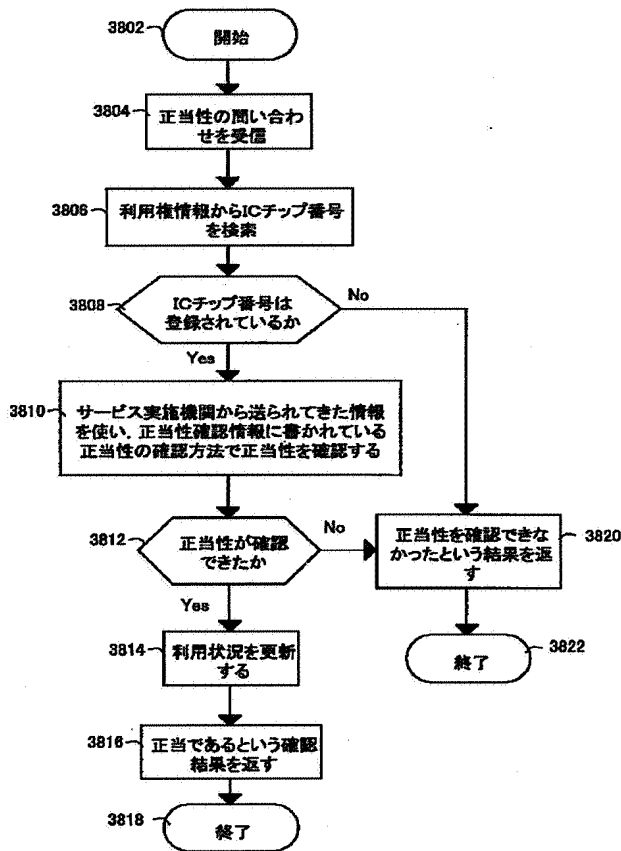 3802
開始
3804
正当性の問い合わ
せを受信
3806
利用権情報からICチップ番号
を検索
3808
ICチップ番号は
登録されているか
No
Yes
3810
サービス実施機関から送られてきた情報
を使い，正当性確認情報に書かれている
正当性の確認方法で正当性を確認する
3812
正当性が確認
できたか
No
Yes
正当性を確認できな
かったという結果を返
す
3820
3814
利用状況を更新
する
終了
3822
3816
正当であるという確認
結果を返す
3818
終了